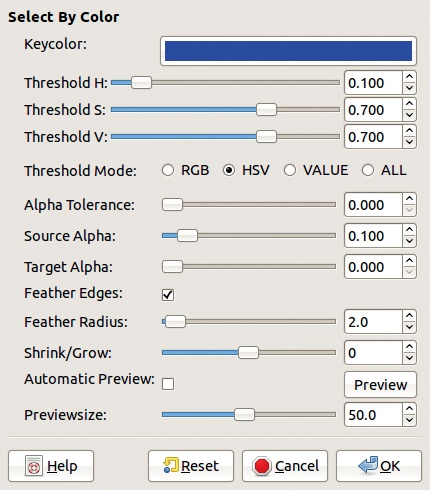 Select By Color
Keycolor:
Threshold H: 0.100
Threshold S: 0.700
Threshold V: 0.700
Threshold Mode: RGB HSV VALUE ALL
Alpha Tolerance: 0.000
Source Alpha: 0.100
Target Alpha: 0.000
Feather Edges:
Feather Radius: 2.0
Shrink/Grow: 0
Automatic Preview: Preview
Previewsize: 50.0
Help Reset Cancel OK